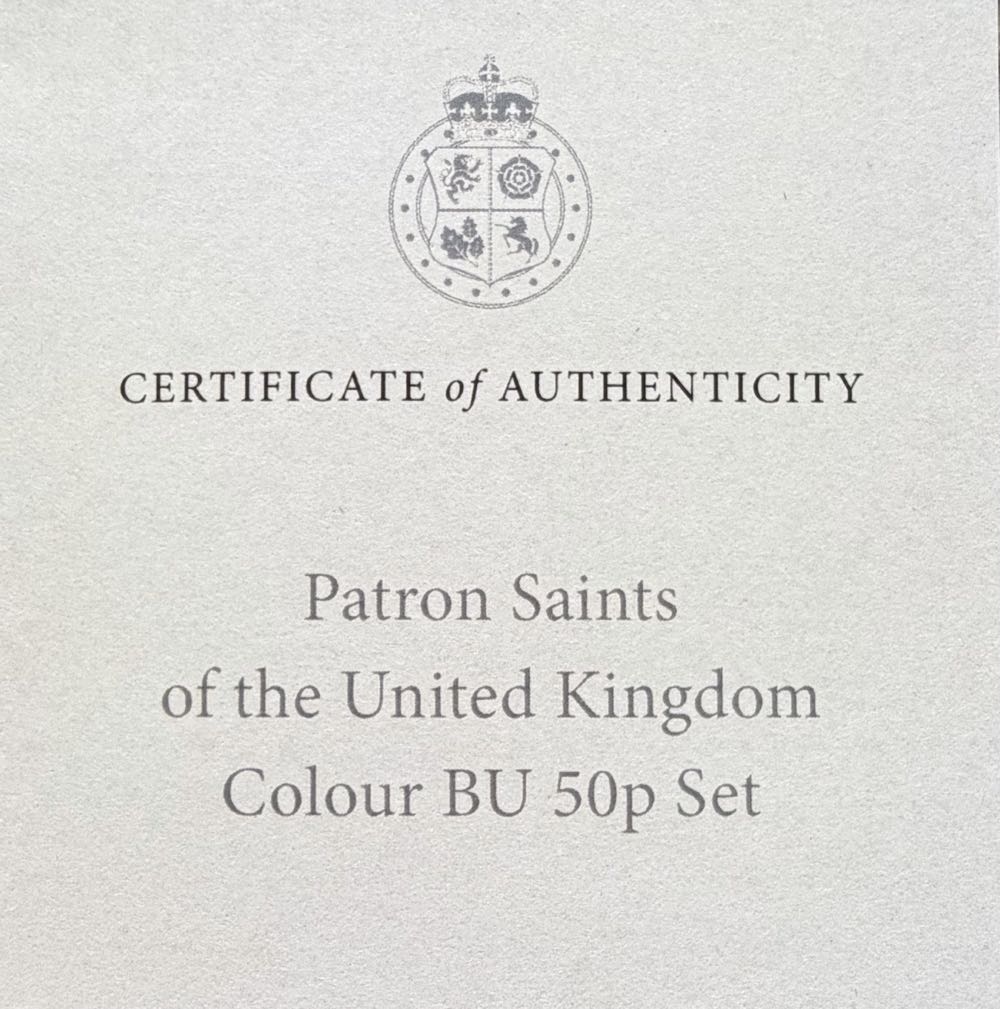 CERTIFICATE of AUTHENTICITY
Patron Saints
of the United Kingdom
Colour BU 50p Set